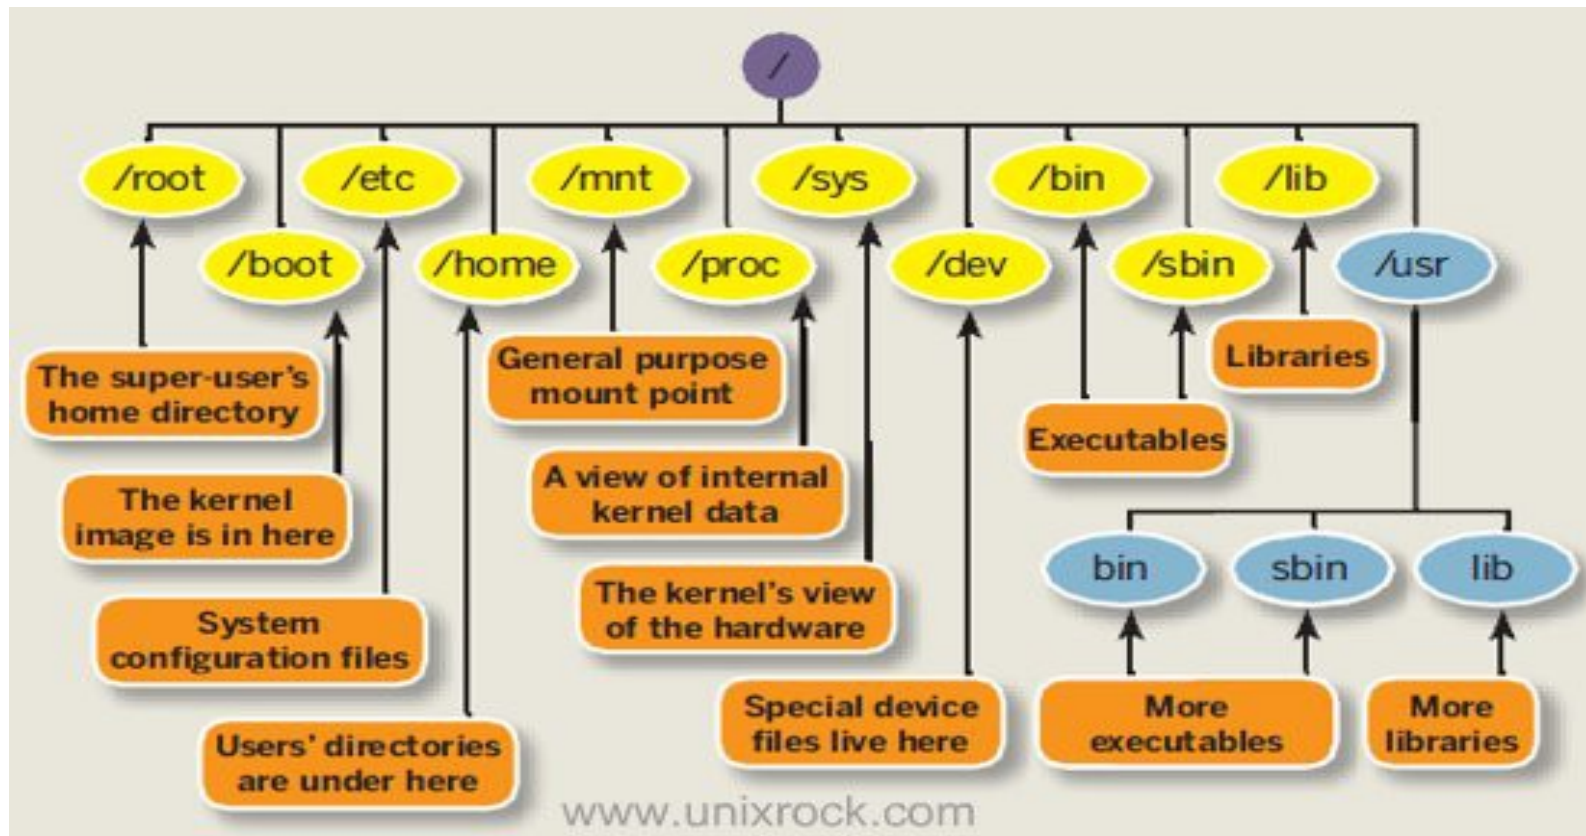 /
/root
/etc
/mnt
/sys
/bin
/lib
/boot
/home
/proc
/dev
/sbin
/usr
The super-user's
home directory
General purpose
mount point
Libraries
Executables
The kernel
image is in here
A view of internal
kernel data
bin
sbin
lib
System
configuration files
The kernel's view
of the hardware
Users' directories
are under here
Special device
files live here
More
executables
More
libraries
www.unixrock.com